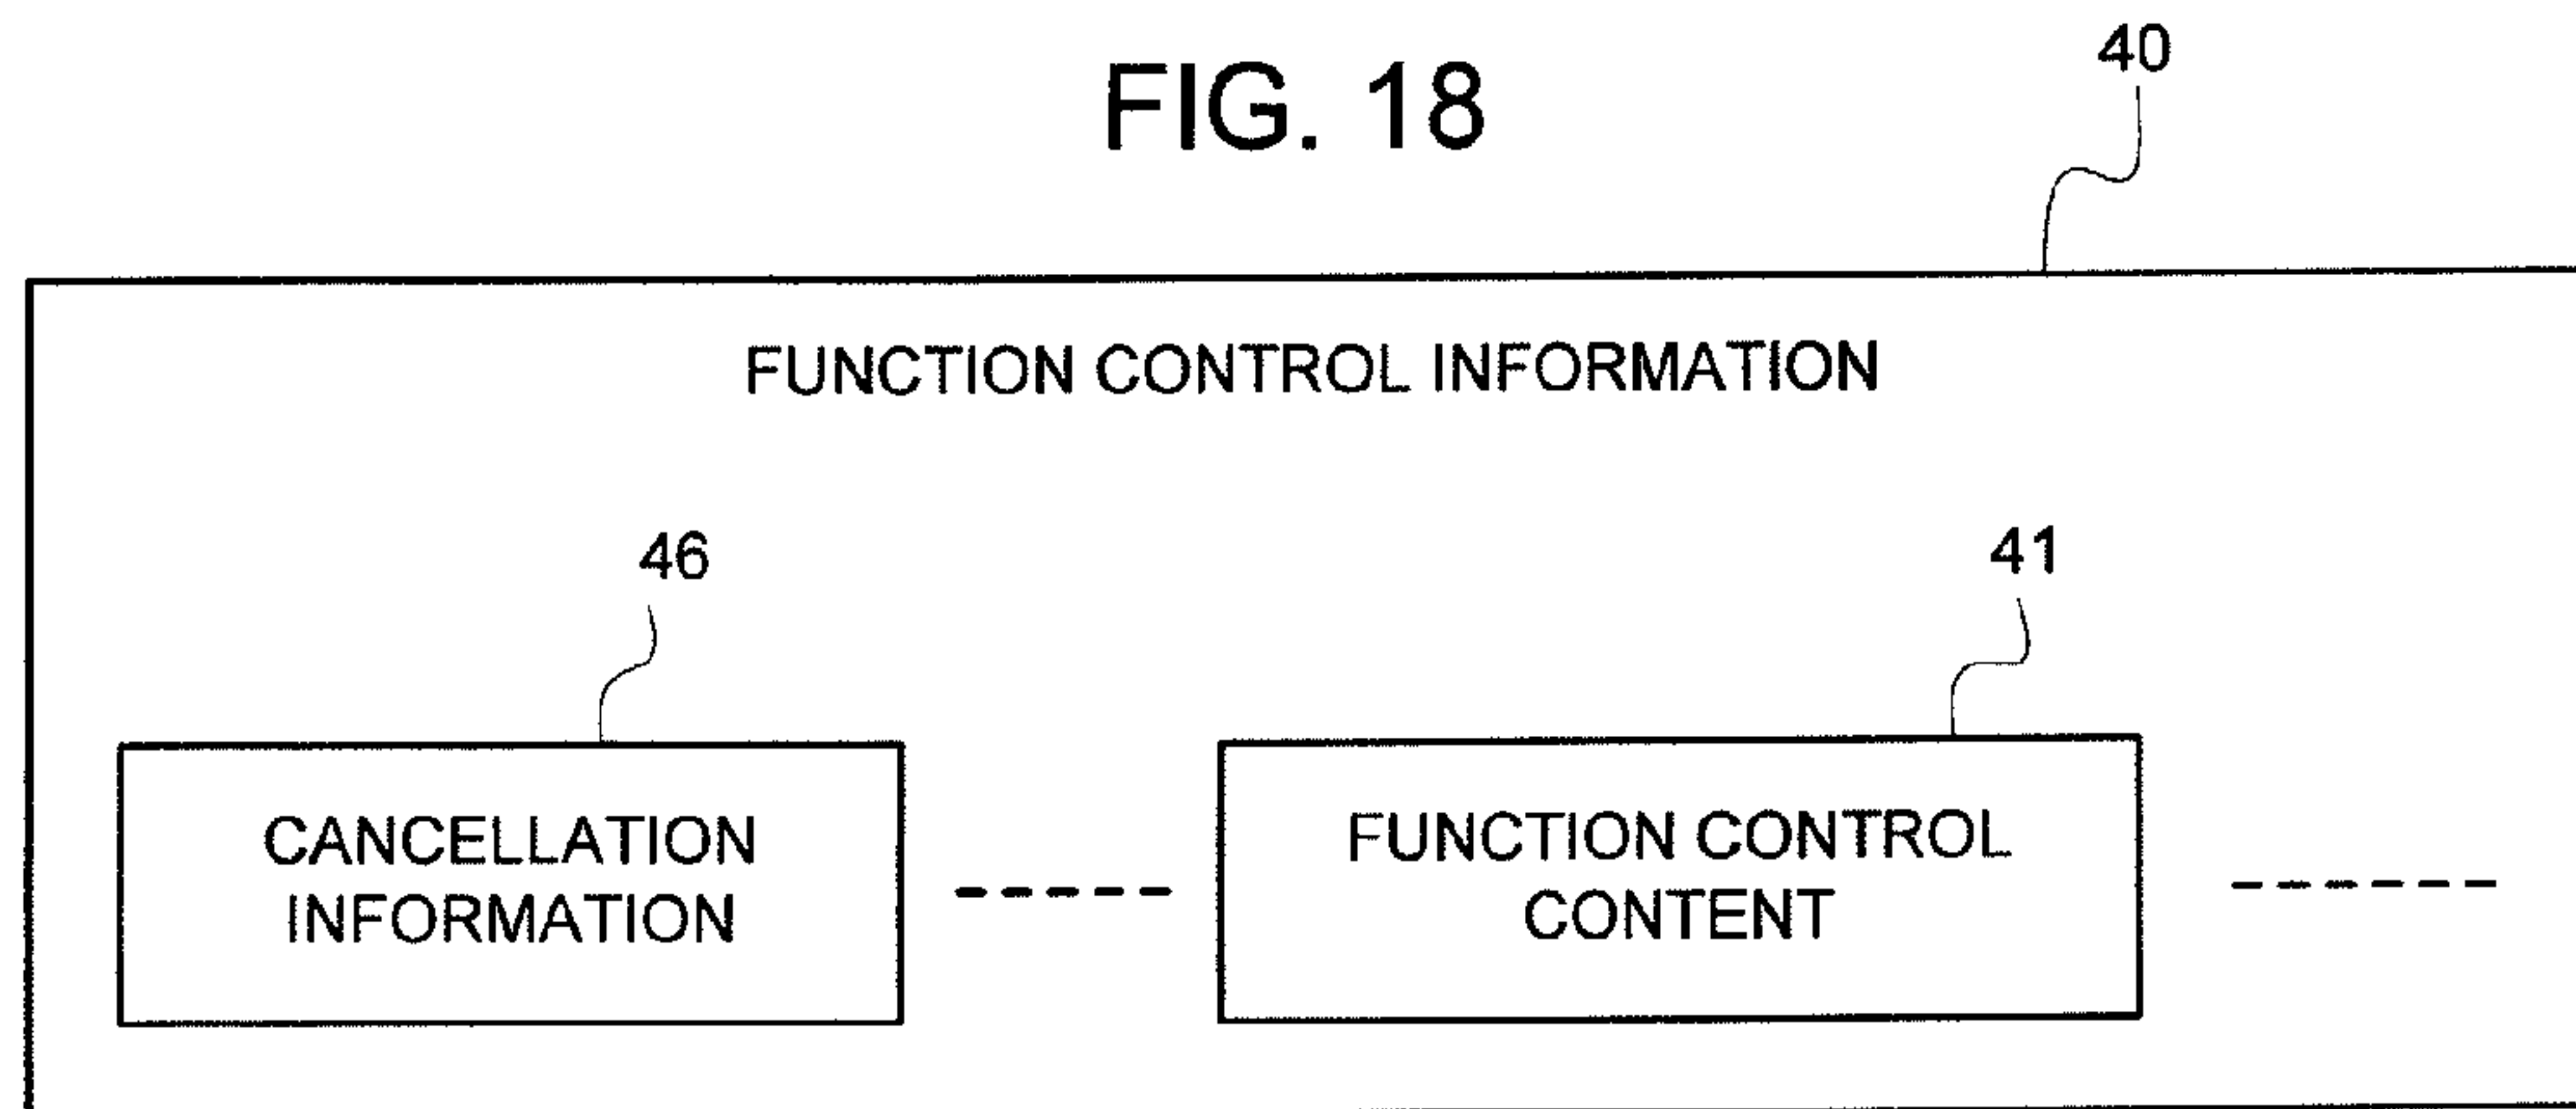 FIG. 18
40
FUNCTION CONTROL INFORMATION
46
41
CANCELLATION
INFORMATION
FUNCTION CONTROL
CONTENT